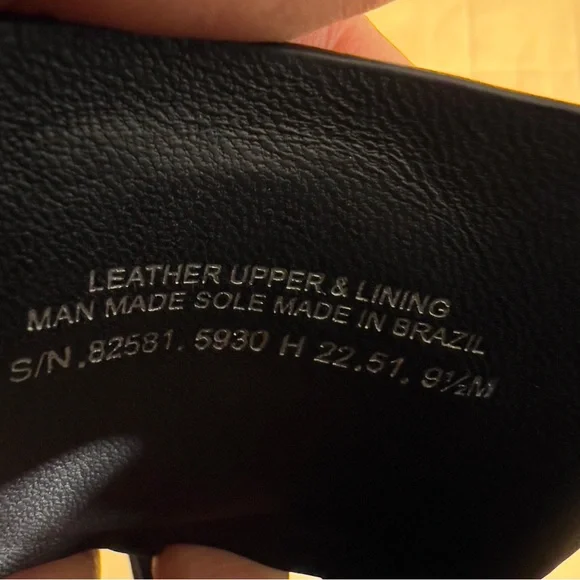 LEATHER UPPER & LINING
MAN MADE SOLE MADE IN BRAZIL
S/N.82581. 5930 H 22.51. 9½M